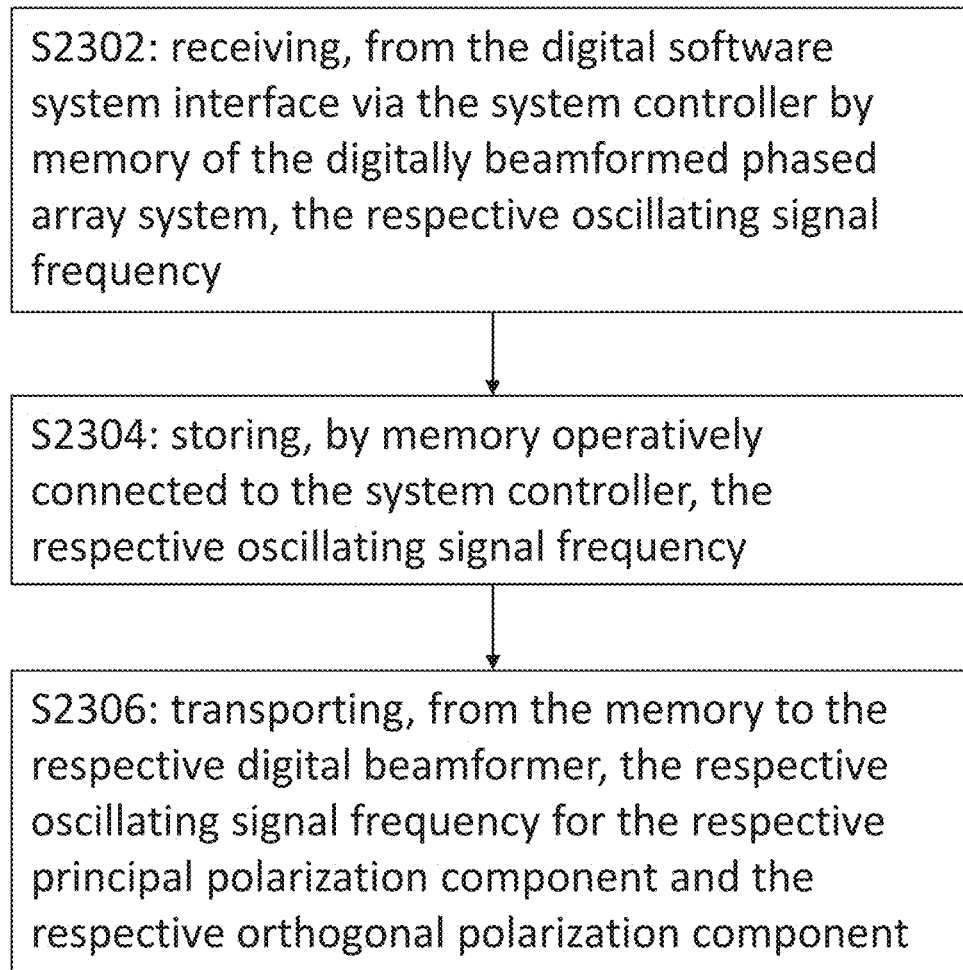 S2302: receiving, from the digital software
system interface via the system controller by
memory of the digitally beamformed phased
array system, the respective oscillating signal
frequency
S2304: storing, by memory operatively
connected to the system controller, the
respective oscillating signal frequency
S2306: transporting, from the memory to the
respective digital beamformer, the respective
oscillating signal frequency for the respective
principal polarization component and the
respective orthogonal polarization component